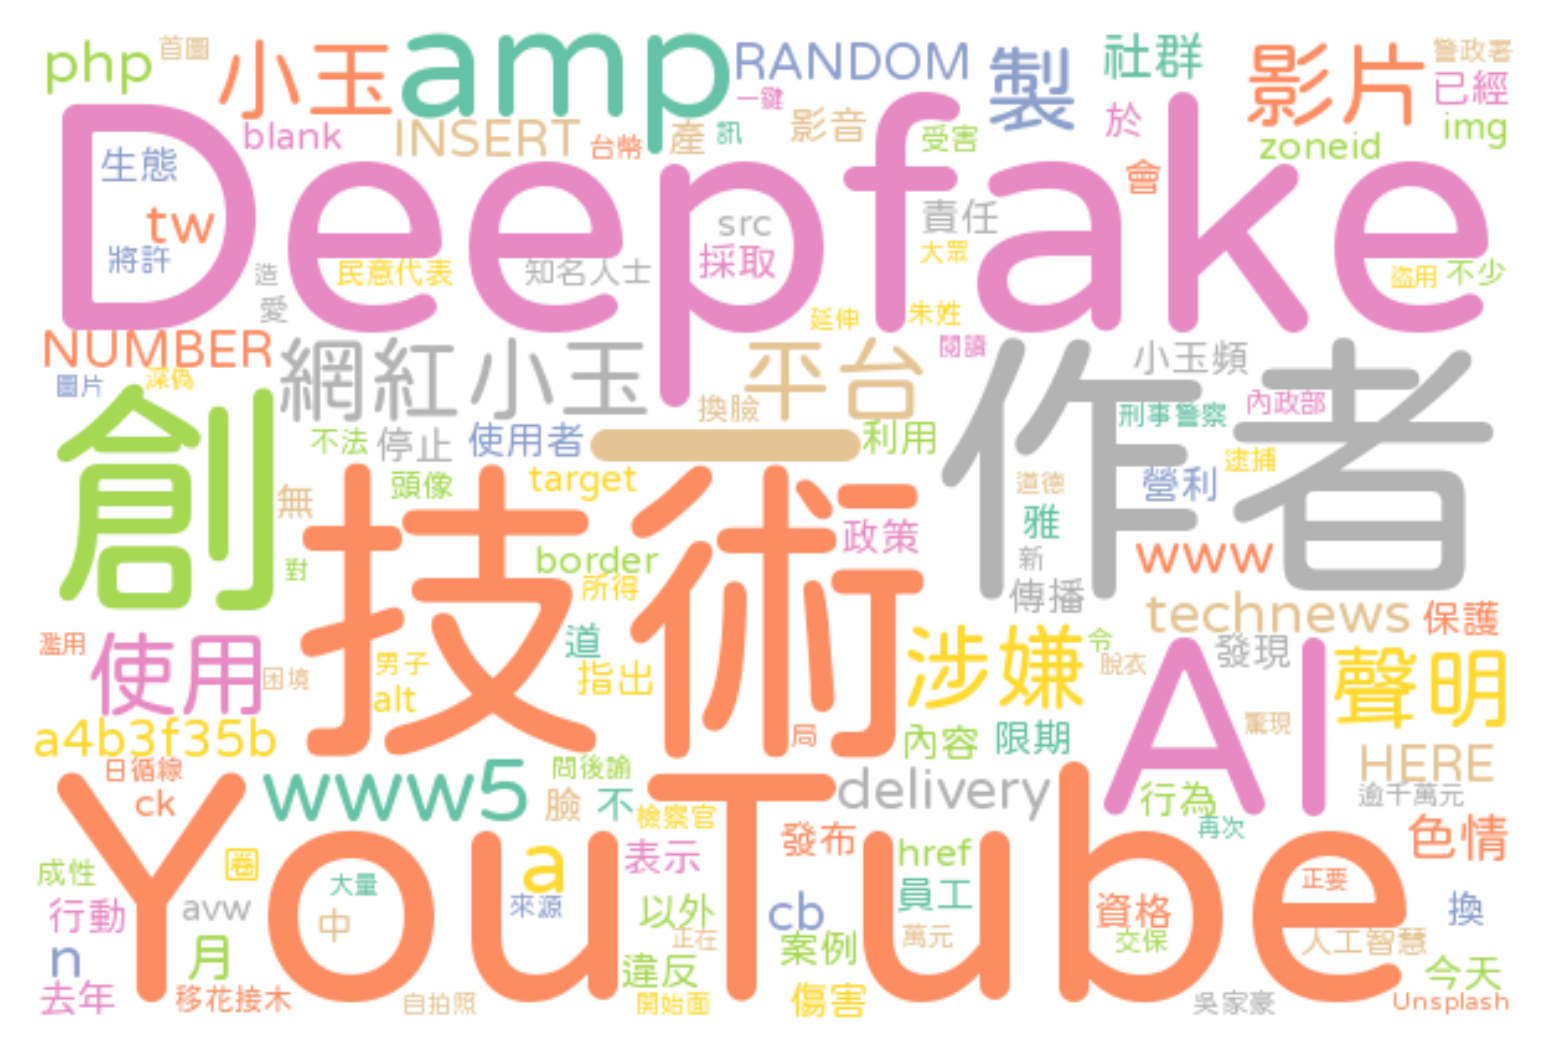 php
首圖
小玉
amp
RANDOM
製
社群
影片
警政署
已經
blank
INSERT
台幣
產
訊
一鍵
影音
受害
於
zoneid
img
Deepfake
生態
tw
將許
造
愛
民意代表
知名人士
src
採取
責任
大眾
會
盜用
不少
延伸
朱姓
閱讀
NUMBER
圖片
深偽
網紅小玉
平台
換臉
小玉頻
作者
刑事警察
內政部
創
不法
停止
使用者
一
利用
頭像
target
逮捕
營利
道德
無
技術
政策
雅
新
www
border
所得
對
傳播
technews
保護
濫用
使用
困境
男子
alt
道
指出
涉嫌
令
脫衣
AI
發現
聲明
驚現
a4b3f35b
日循線
ck
www5
問後諭
局
內容
限期
HERE
逾千萬元
YouTube
臉
不
檢察官
delivery
行為
再次
色情
成性
圈
大量
a
表示
發布
href
員工
正要
行動
avw
中
來源
以外
正在
cb
案例
萬元
資格
交保
人工智慧
換
n
月
違反
今天
去年
移花接木
自拍照
開始面
傷害
吳家豪
Unsplash